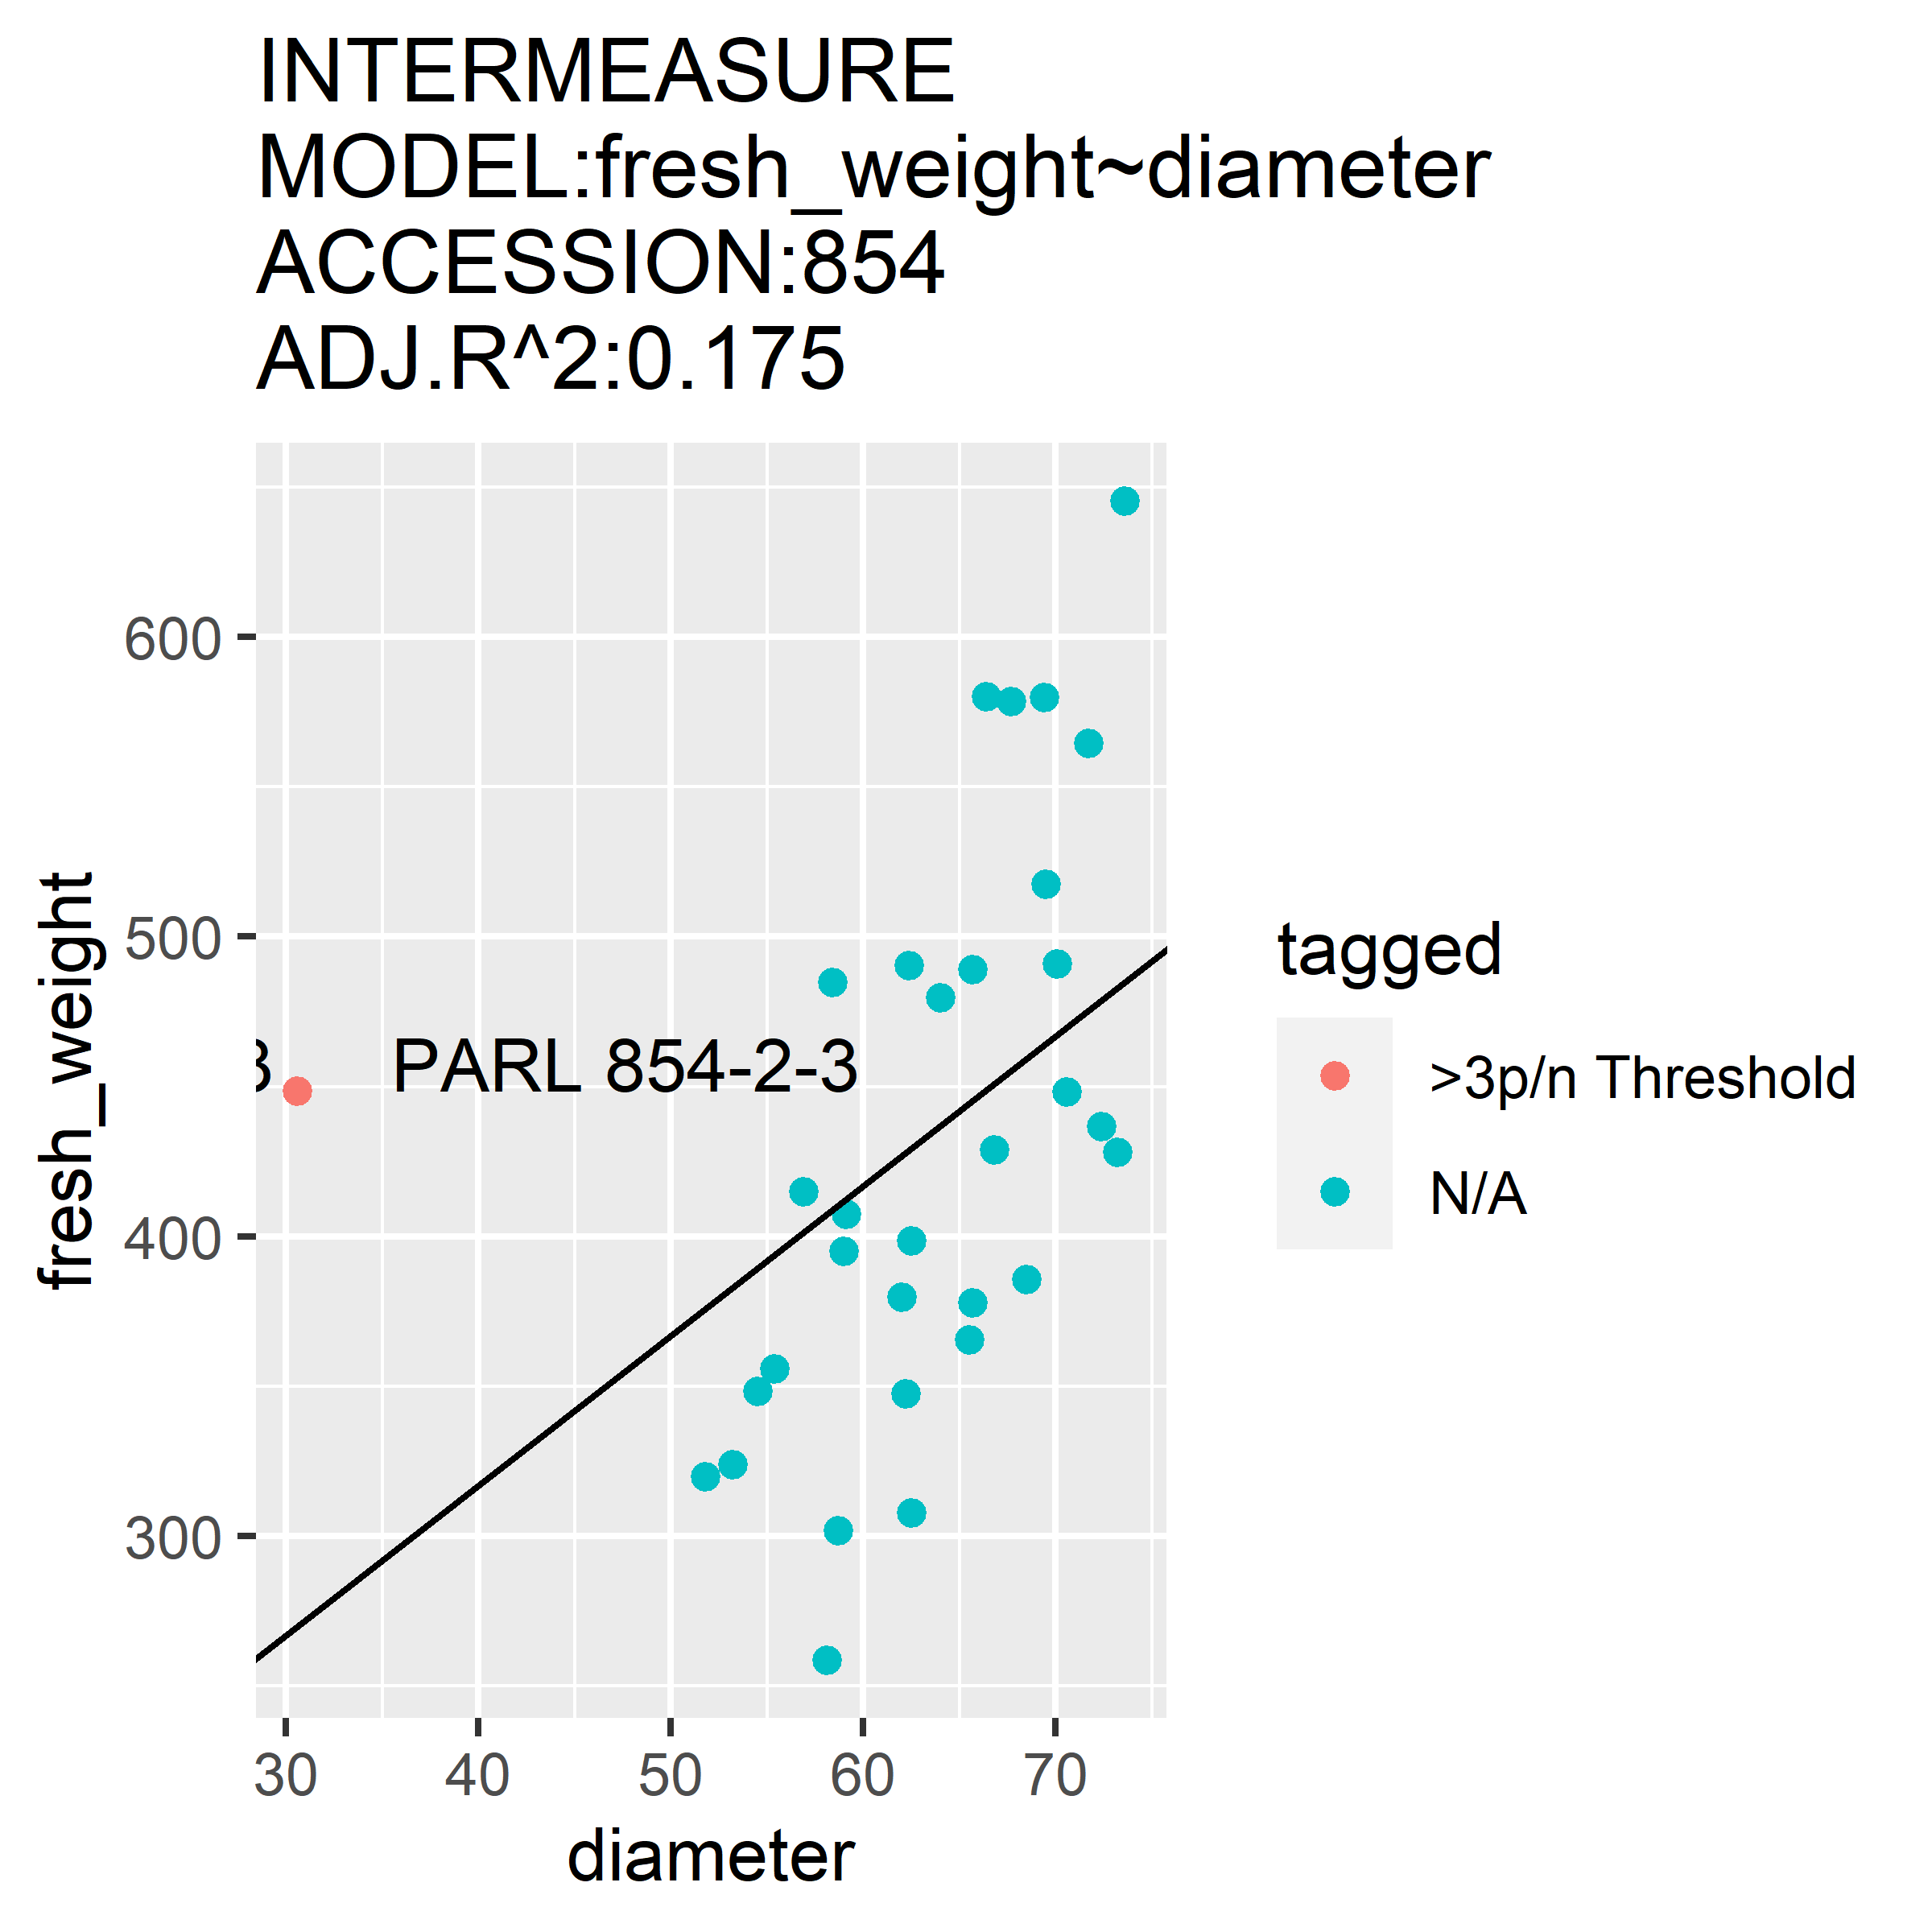 INTERMEASURE
MODEL:fresh_weight~diameter
ACCESSION:854
ADJ.R^2:0.175
600
500
400
300
fresh_weight
3 PARL 854-2-3
30 40 50 60 70
diameter
tagged
>3p/n Threshold
N/A